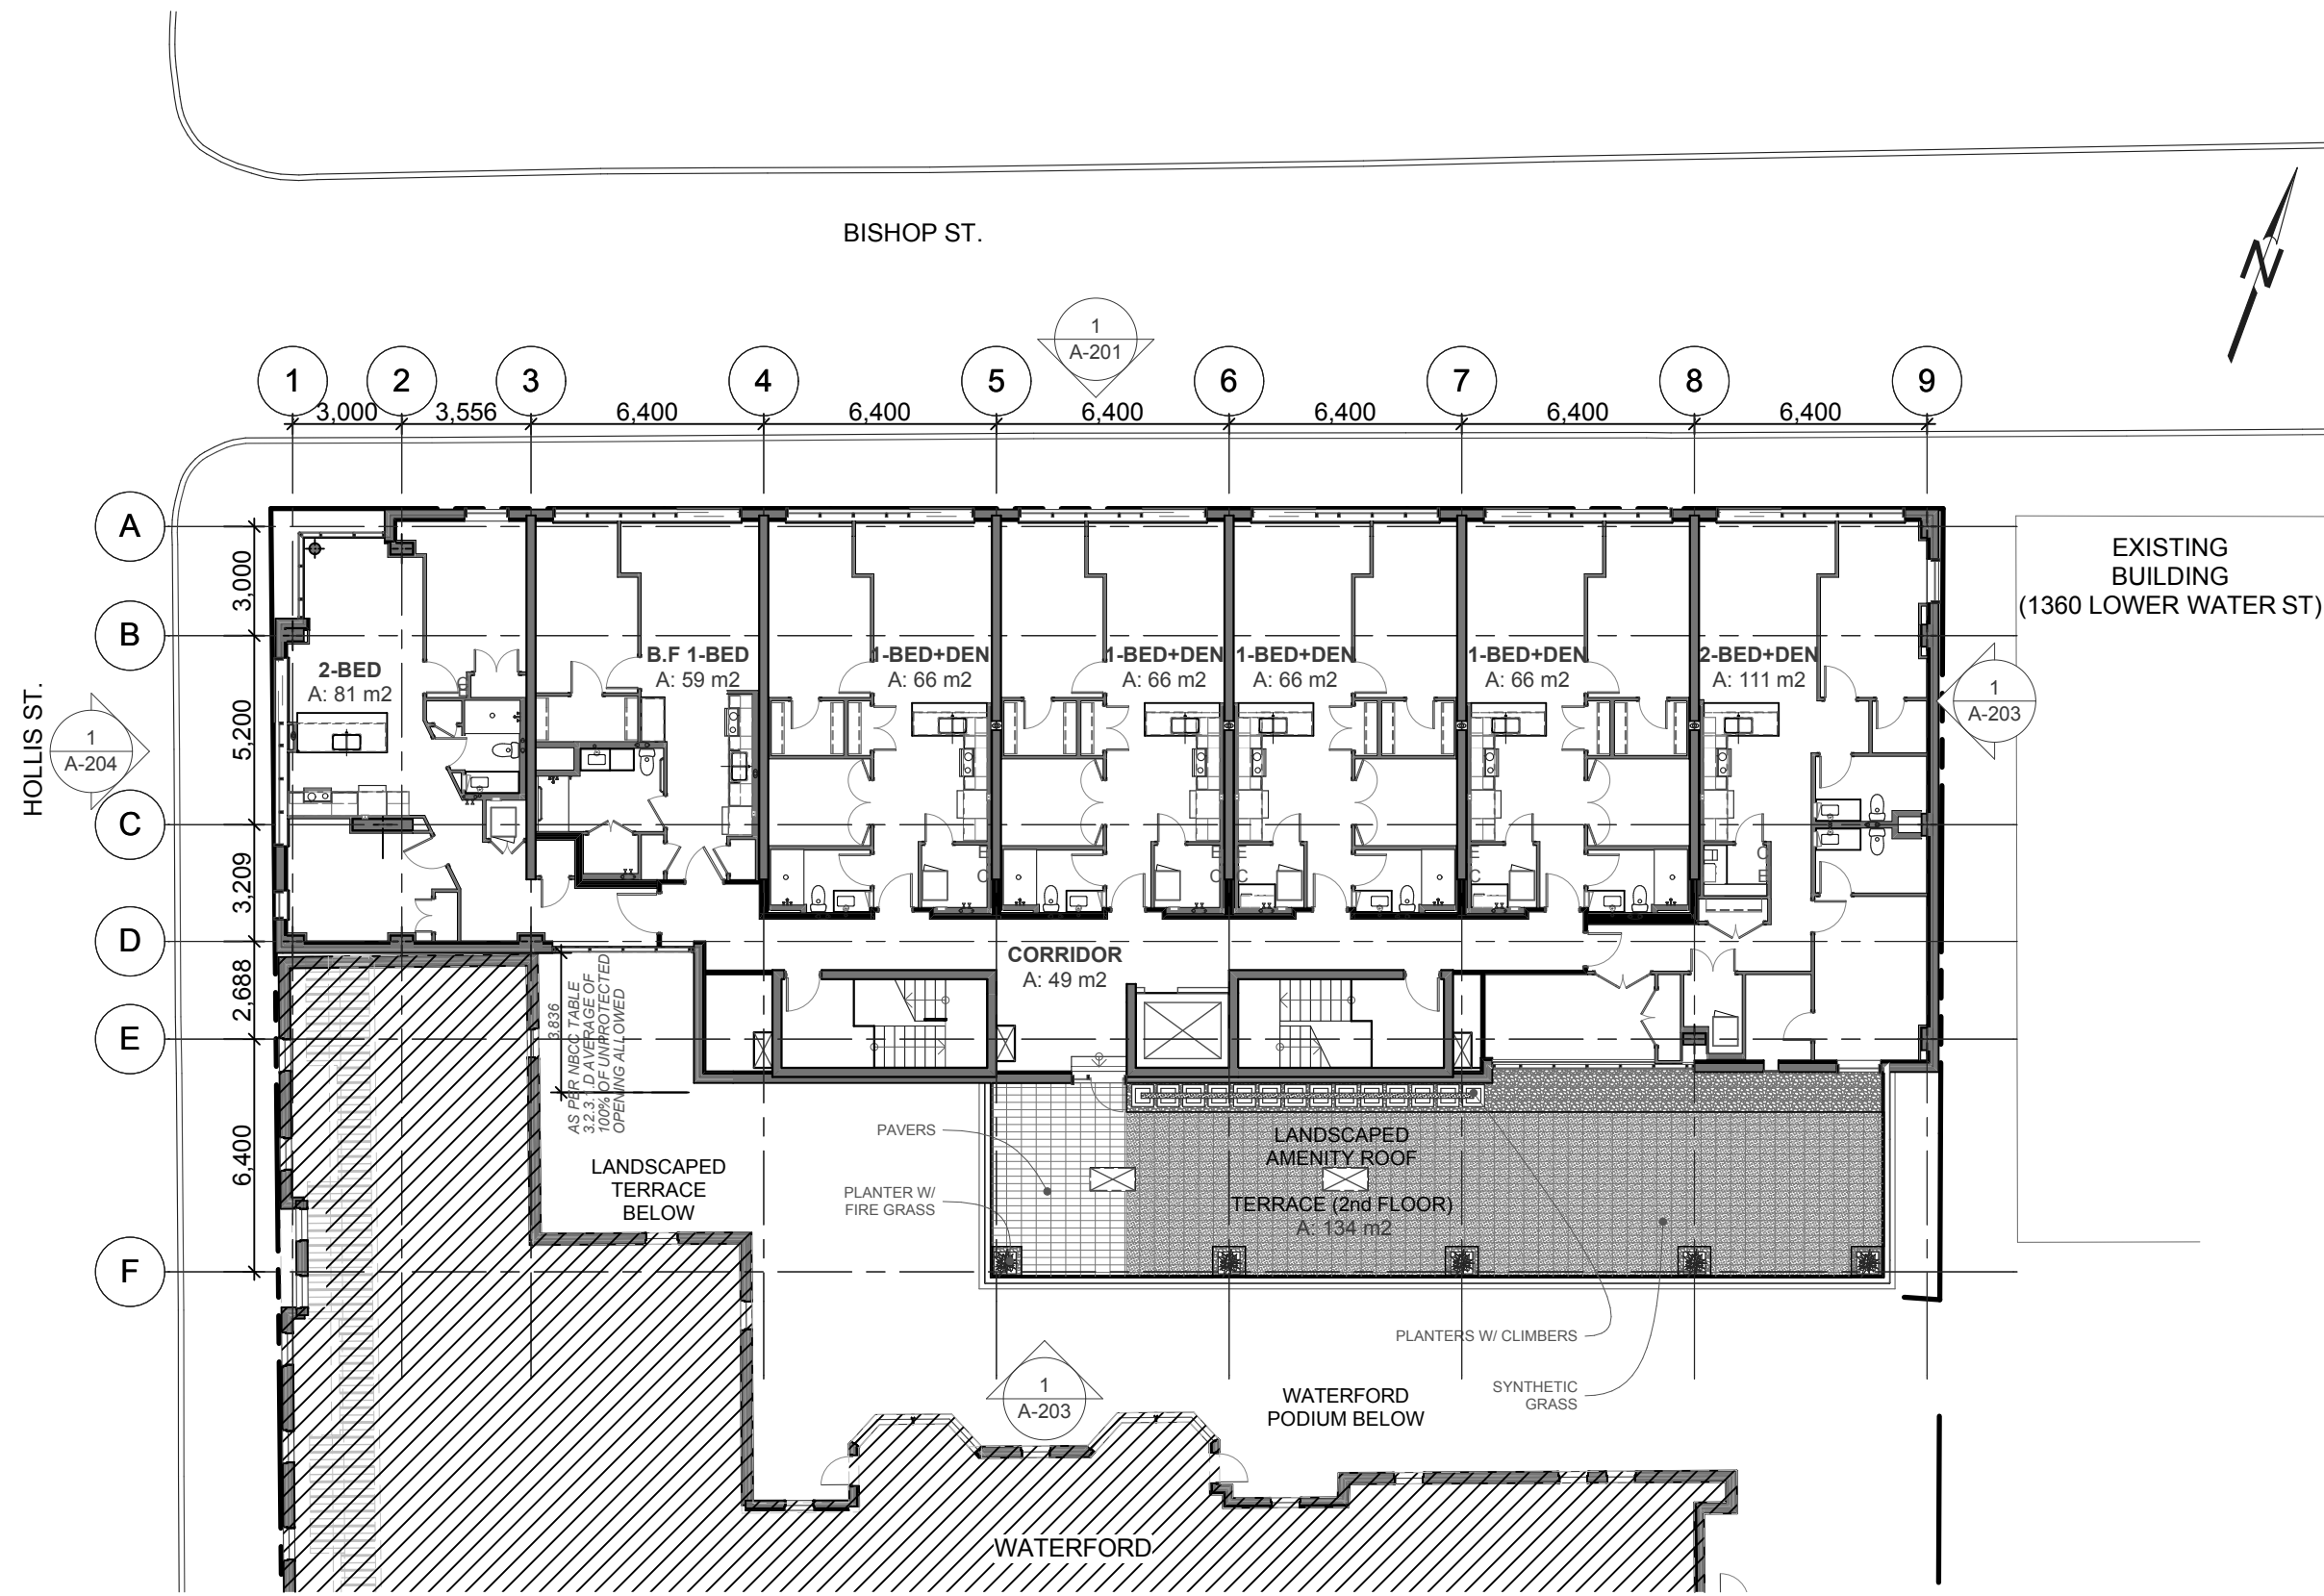 BISHOP ST.
N
1
A-201
1
2
3
4
5
6
7
8
9
3,000
3,556
6,400
6,400
6,400
6,400
6,400
6,400
A
B
C
D
E
F
3,000
5,200
3,209
2,688
6,400
HOLLIS ST.
1
A-204
EXISTING
BUILDING
(1360 LOWER WATER ST)
1
A-203
2-BED
A: 81 m2
B.F 1-BED
A: 59 m2
1-BED+DEN
A: 66 m2
1-BED+DEN
A: 66 m2
1-BED+DEN
A: 66 m2
1-BED+DEN
A: 66 m2
2-BED+DEN
A: 111 m2
CORRIDOR
A: 49 m2
3,836
AS PER NBCC TABLE
3.2.3.1.D AVERAGE OF
100% OF UNPROTECTED
OPENING ALLOWED
LANDSCAPED
TERRACE
BELOW
PAVERS
PLANTER W/
FIRE GRASS
LANDSCAPED
AMENITY ROOF
TERRACE (2nd FLOOR)
A: 134 m2
PLANTERS W/ CLIMBERS
SYNTHETIC
GRASS
1
A-203
WATERFORD
PODIUM BELOW
WATERFORD